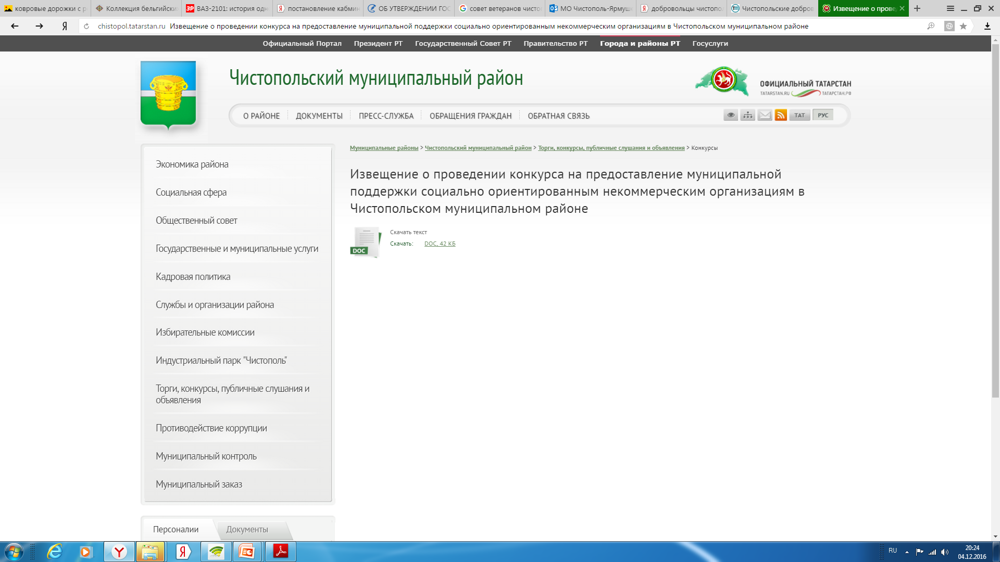 ковровые дорожки с р
Коллекция бельгийски
ВАЗ-2101: история одн
постановление кабмин
ОБ УТВЕРЖДЕНИИ ГОС
совет ветеранов чисто
МО Чистополь-Ярмуш
добровольцы чистопо
Чистопольские добров
Извещение о прове
chistopol.tatarstan.ru Извещение о проведении конкурса на предоставление муниципальной поддержки социально ориентированным некоммерческим организациям в Чистопольском муниципальном районе
Официальный Портал Президент РТ Государственный Совет РТ Правительство РТ Города и районы РТ Госуслуги
Чистопольский муниципальный район
ОФИЦИАЛЬНЫЙ ТАТАРСТАН
TATARSTAN.RU ТАТАРСТАН.РФ
О РАЙОНЕ ДОКУМЕНТЫ ПРЕСС-СЛУЖБА ОБРАЩЕНИЯ ГРАЖДАН ОБРАТНАЯ СВЯЗЬ
ТАТ РУС
Муниципальные районы > Чистопольский муниципальный район > Торги, конкурсы, публичные слушания и объявления > Конкурсы
Экономика района
Социальная сфера
Общественный совет
Государственные и муниципальные услуги
Кадровая политика
Службы и организации района
Избирательные комиссии
Индустриальный парк "Чистополь"
Торги, конкурсы, публичные слушания и
объявления
Противодействие коррупции
Муниципальный контроль
Муниципальный заказ
Извещение о проведении конкурса на предоставление муниципальной
поддержки социально ориентированным некоммерческим организациям в
Чистопольском муниципальном районе
DOC
Скачать текст
Скачать: DOC, 42 КБ
Персоналии Документы
RU
20:24
04.12.2016